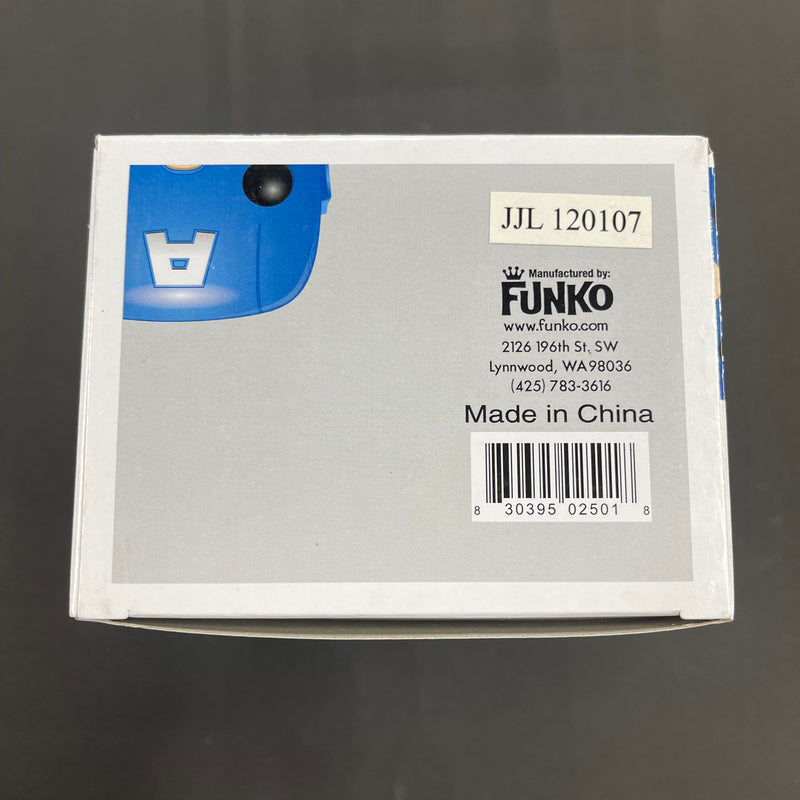 A
JJL 120107
Manufactured by:
FUNKO
www.funko.com
2126 196th St, SW
Lynnwood, WA98036
(425) 783-3616
Made in China
8 30395 02501 8